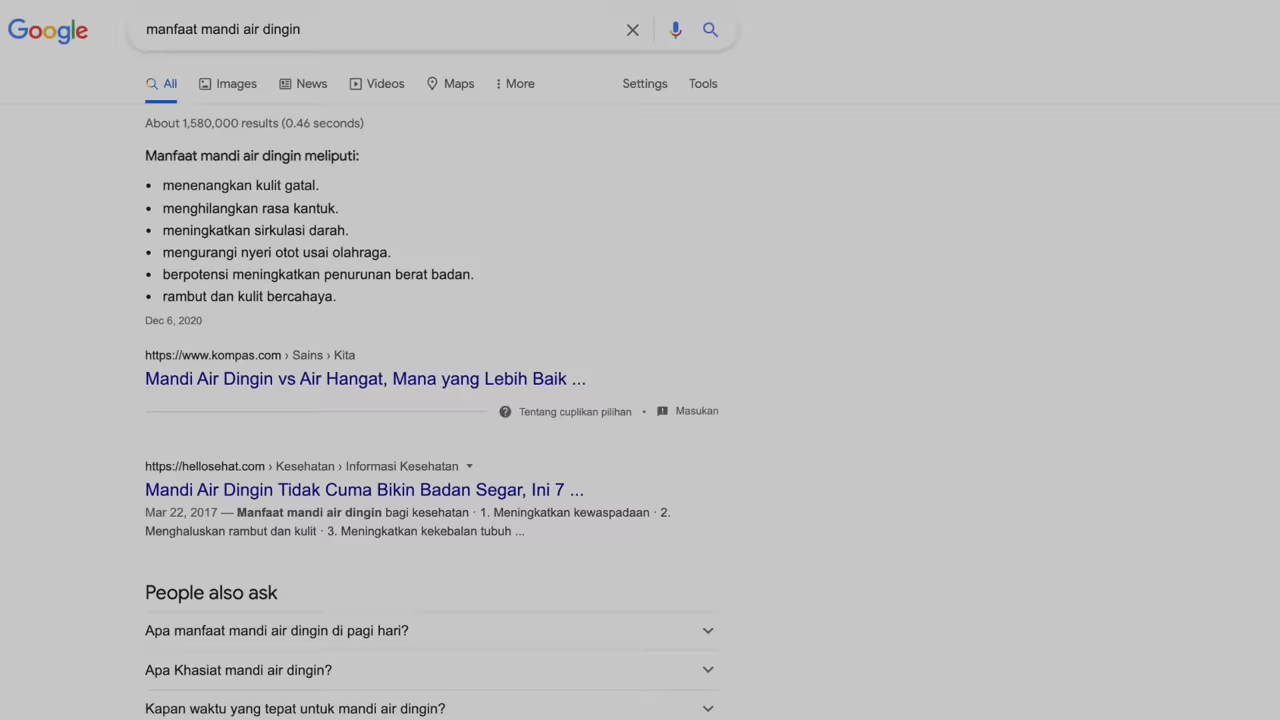 Google
manfaat mandi air dingin
All Images News Videos Maps More Settings Tools
About 1,580,000 results (0.46 seconds)
Manfaat mandi air dingin meliputi:
• menenangkan kulit gatal.
• menghilangkan rasa kantuk.
• meningkatkan sirkulasi darah.
• mengurangi nyeri otot usai olahraga.
• berpotensi meningkatkan penurunan berat badan.
• rambut dan kulit bercahaya.
Dec 6, 2020
https://www.kompas.com › Sains › Kita
Mandi Air Dingin vs Air Hangat, Mana yang Lebih Baik ...
Tentang cuplikan pilihan • Masukan
https://hellosehat.com › Kesehatan › Informasi Kesehatan
Mandi Air Dingin Tidak Cuma Bikin Badan Segar, Ini 7 ...
Mar 22, 2017 — Manfaat mandi air dingin bagi kesehatan · 1. Meningkatkan kewaspadaan · 2.
Menghaluskan rambut dan kulit · 3. Meningkatkan kekebalan tubuh ...
People also ask
Apa manfaat mandi air dingin di pagi hari?
Apa Khasiat mandi air dingin?
Kapan waktu yang tepat untuk mandi air dingin?